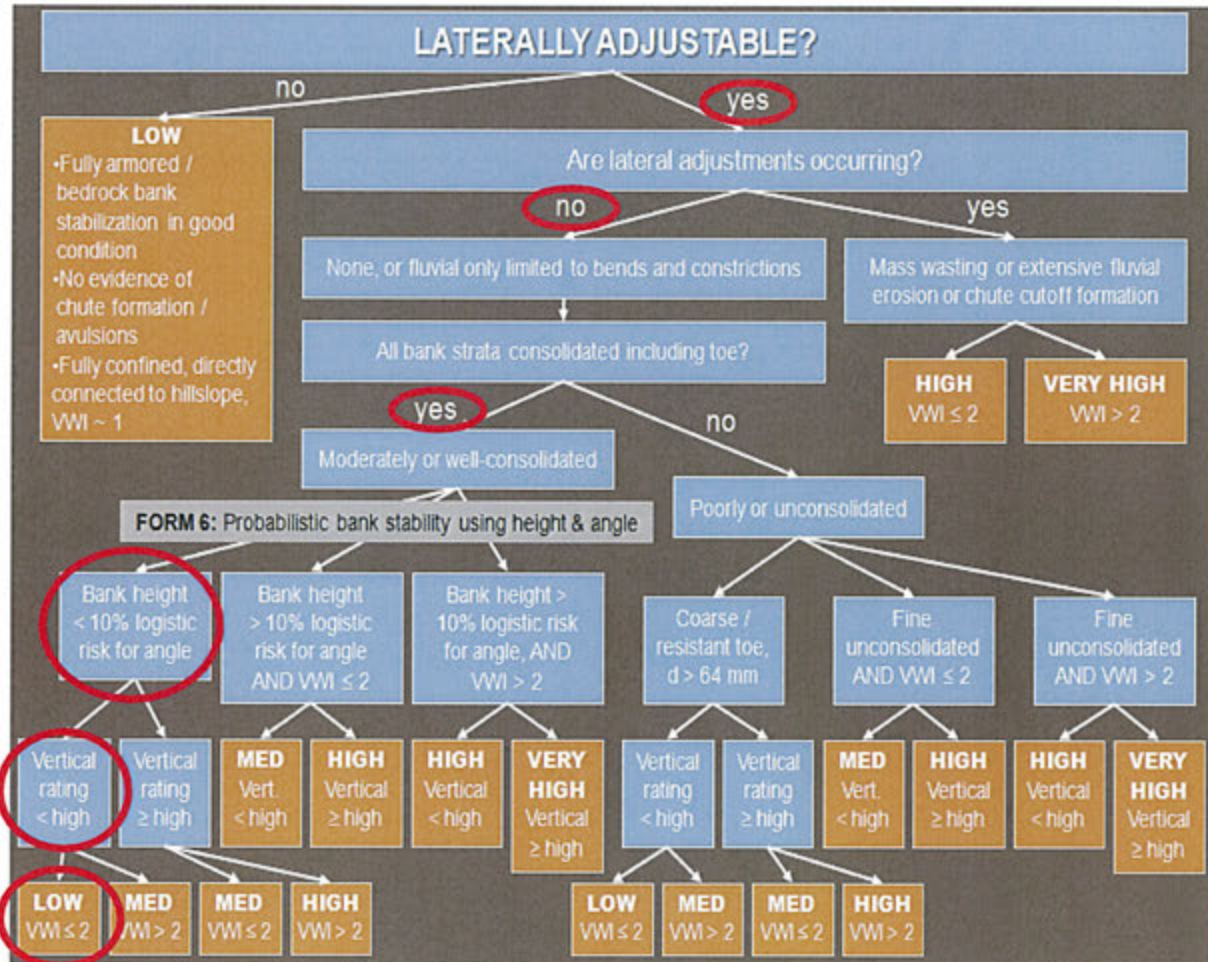 LATERALLY ADJUSTABLE?
no
yes
LOW
•Fully armored /
bedrock bank
stabilization in good
condition
•No evidence of
chute formation /
avulsions
•Fully confined, directly
connected to hillslope,
VWI ~ 1
Are lateral adjustments occurring?
no
yes
None, or fluvial only limited to bends and constrictions
Mass wasting or extensive fluvial
erosion or chute cutoff formation
All bank strata consolidated including toe?
HIGH
VWI ≤ 2
VERY HIGH
VWI > 2
yes
no
Moderately or well-consolidated
Poorly or unconsolidated
FORM 6: Probabilistic bank stability using height & angle
Bank height
< 10% logistic
risk for angle
Bank height
> 10% logistic
risk for angle
AND VWI ≤ 2
Bank height >
10% logistic risk
for angle, AND
VWI > 2
Coarse /
resistant toe,
d > 64 mm
Fine
unconsolidated
AND VWI ≤ 2
Fine
unconsolidated
AND VWI > 2
Vertical
rating
< high
Vertical
rating
≥ high
MED
Vert.
< high
HIGH
Vertical
≥ high
HIGH
Vertical
< high
VERY
HIGH
Vertical
≥ high
Vertical
rating
< high
Vertical
rating
≥ high
MED
Vert.
< high
HIGH
Vertical
≥ high
HIGH
Vertical
< high
VERY
HIGH
Vertical
≥ high
LOW
VWI ≤ 2
MED
VWI > 2
MED
VWI ≤ 2
HIGH
VWI > 2
LOW
VWI ≤ 2
MED
VWI > 2
MED
VWI ≤ 2
HIGH
VWI > 2